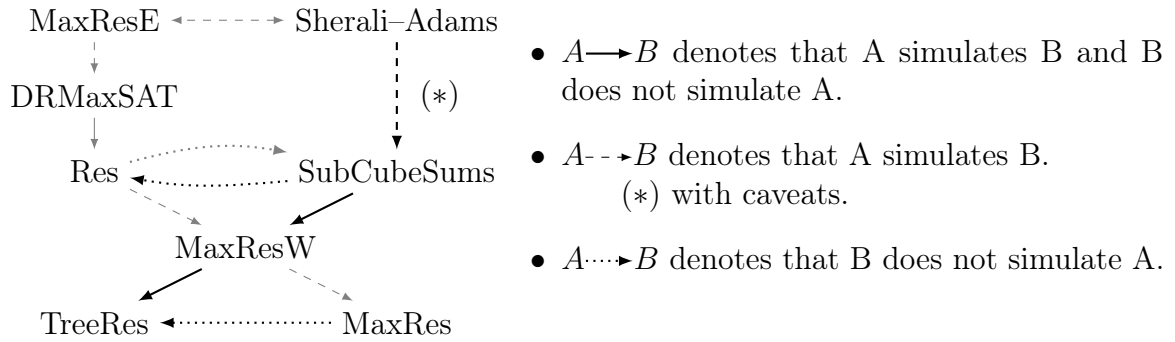 MaxResE Sherali–Adams
DRMaxSAT (∗)
Res SubCubeSums
MaxResW
TreeRes MaxRes
• A B denotes that A simulates B and B
does not simulate A.
• A B denotes that A simulates B.
(∗) with caveats.
• A B denotes that B does not simulate A.